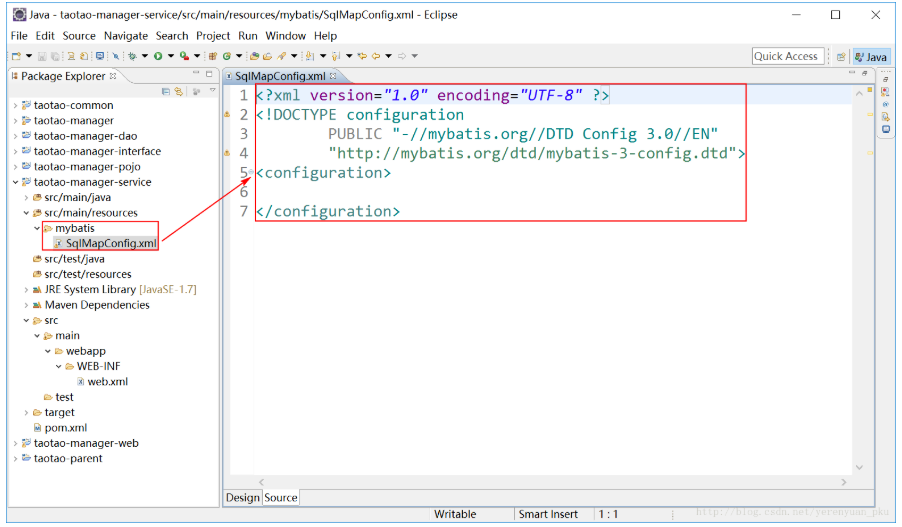 Java - taotao-manager-service/src/main/resources/mybatis/SqlMapConfig.xml - Eclipse
File Edit Source Navigate Search Project Run Window Help
Quick Access
Java
Package Explorer
taotao-common
taotao-manager
taotao-manager-dao
taotao-manager-interface
taotao-manager-pojo
taotao-manager-service
src/main/java
src/main/resources
mybatis
SqlMapConfig.xml
src/test/java
src/test/resources
JRE System Library [JavaSE-1.7]
Maven Dependencies
src
main
webapp
WEB-INF
web.xml
test
target
pom.xml
taotao-manager-web
taotao-parent
SqlMapConfig.xml
1 <?xml version="1.0" encoding="UTF-8" ?>
2 <!DOCTYPE configuration
3 PUBLIC "-//mybatis.org//DTD Config 3.0//EN"
4 "http://mybatis.org/dtd/mybatis-3-config.dtd">
5 <configuration>
6
7 </configuration>
Design Source
Writable Smart Insert 1 : 1
http://blog.csdn.net/yerenyuan_pku